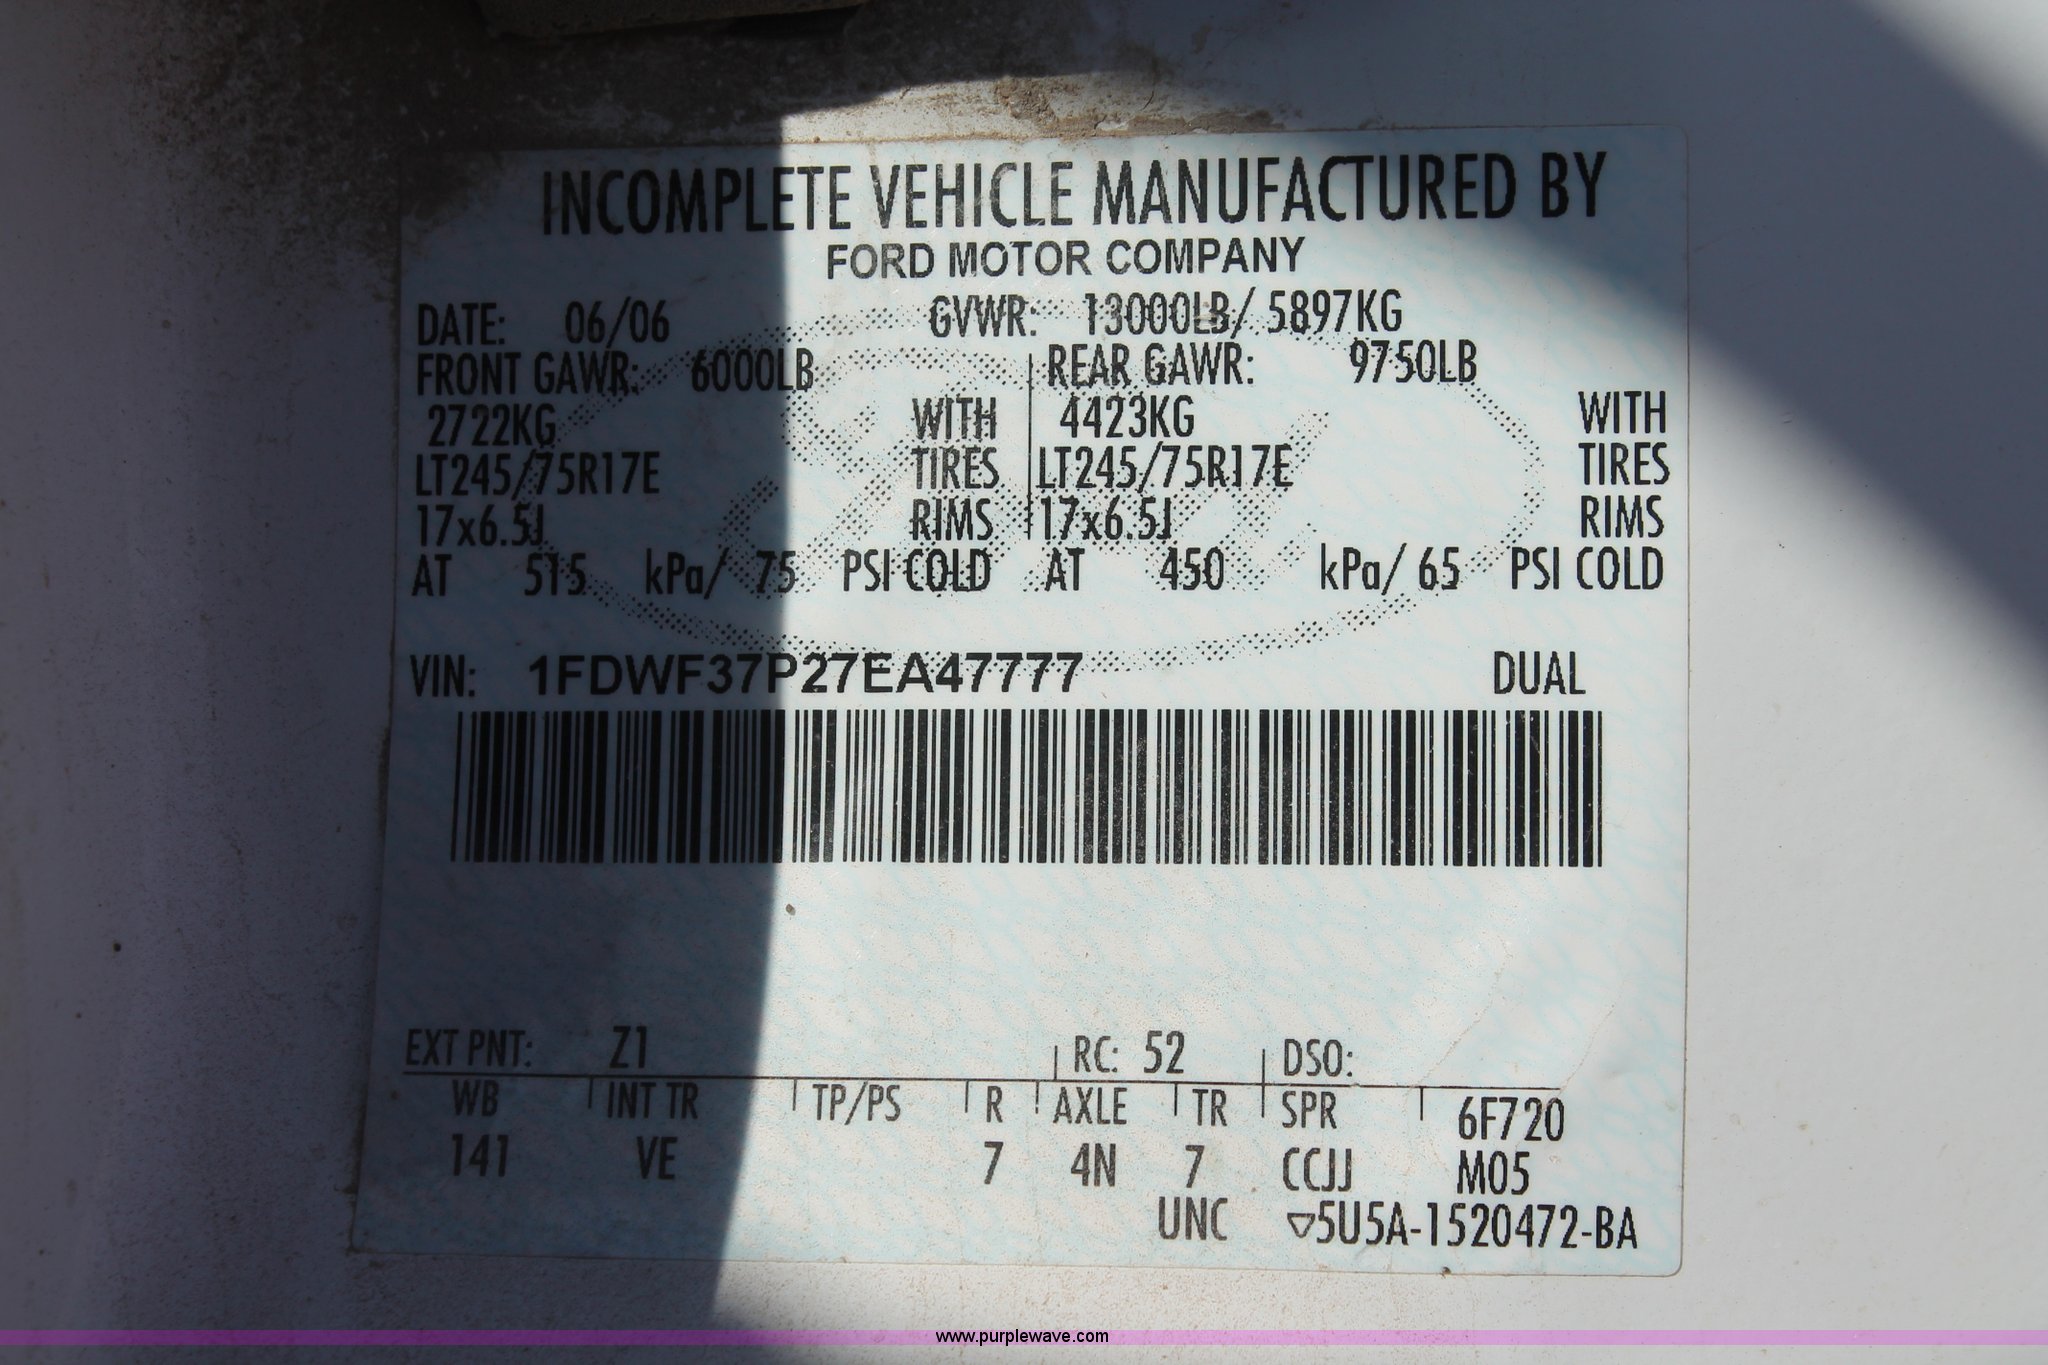 INCOMPLETE VEHICLE MANUFACTURED BY
FORD MOTOR COMPANY
DATE: 06/06 GVWR: 13000LB/ 5897KG
FRONT GAWR: 6000LB REAR GAWR: 9750LB
2722KG WITH 4423KG WITH
LT245/75R17E TIRES LT245/75R17E TIRES
17x6.5J RIMS 17x6.5J RIMS
AT 515 kPa/ 75 PSI COLD AT 450 kPa/ 65 PSI COLD
VIN: 1FDWF37P27EA47777 DUAL
EXT PNT: Z1 RC: 52 DSO:
WB INT TR TP/PS R AXLE TR SPR 6F720
141 VE 7 4N 7 CCJJ M05
UNC ▽5U5A-1520472-BA
www.purplewave.com